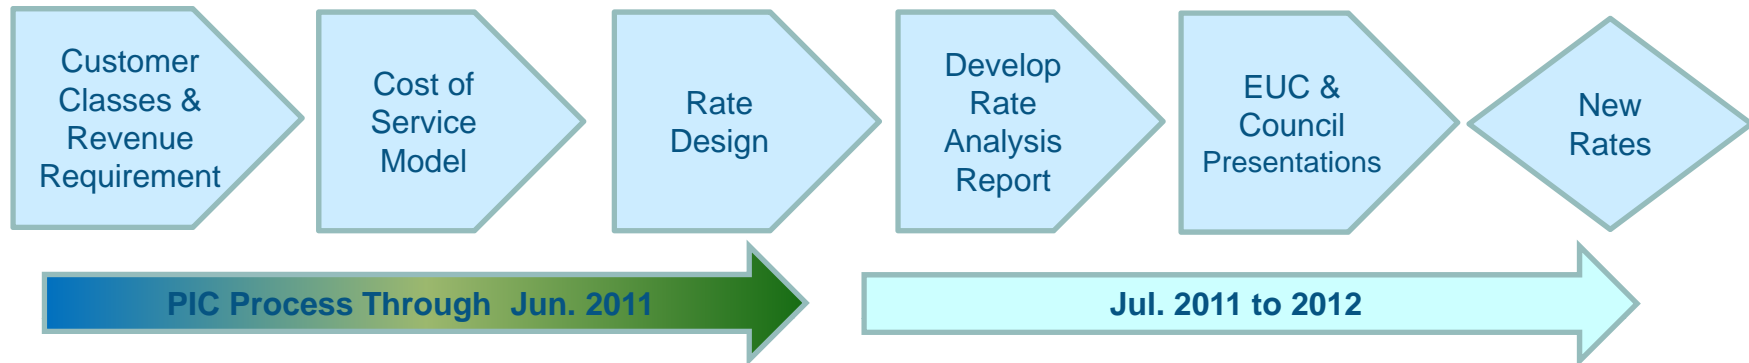 Customer
Classes &
Revenue
Requirement
Cost of
Service
Model
Rate
Design
Develop
Rate
Analysis
Report
EUC &
Council
Presentations
New
Rates
PIC Process Through Jun. 2011
Jul. 2011 to 2012